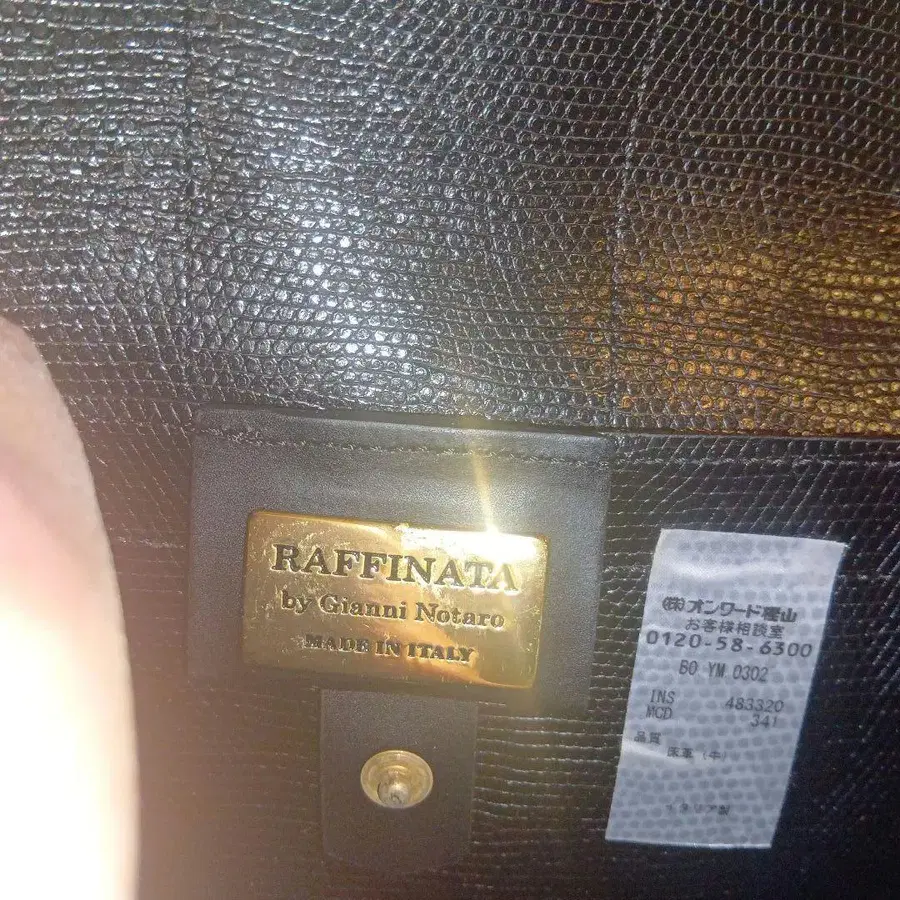 RAFFINATA
by Gianni Notaro
MADE IN ITALY
(株)オンワード樫山
お客様相談室
0120-58-6300
BO YM 0302
INS 483320
MCD 341
品質
床革(牛)
イタリア製